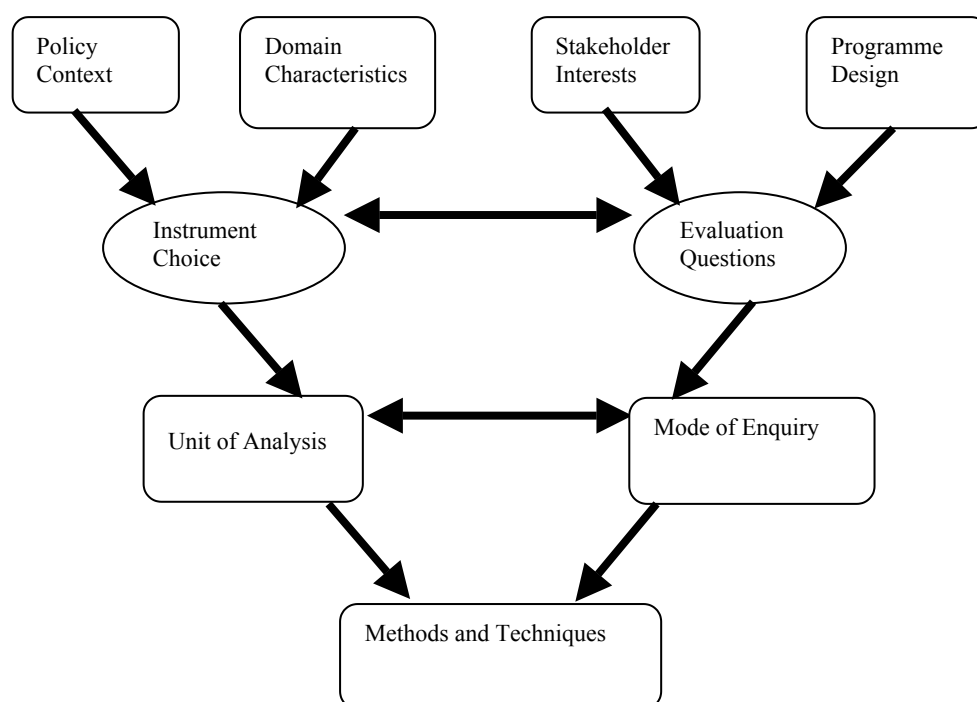 Policy
Context
Domain
Characteristics
Stakeholder
Interests
Programme
Design
Instrument
Choice
Evaluation
Questions
Unit of Analysis
Mode of Enquiry
Methods and Techniques